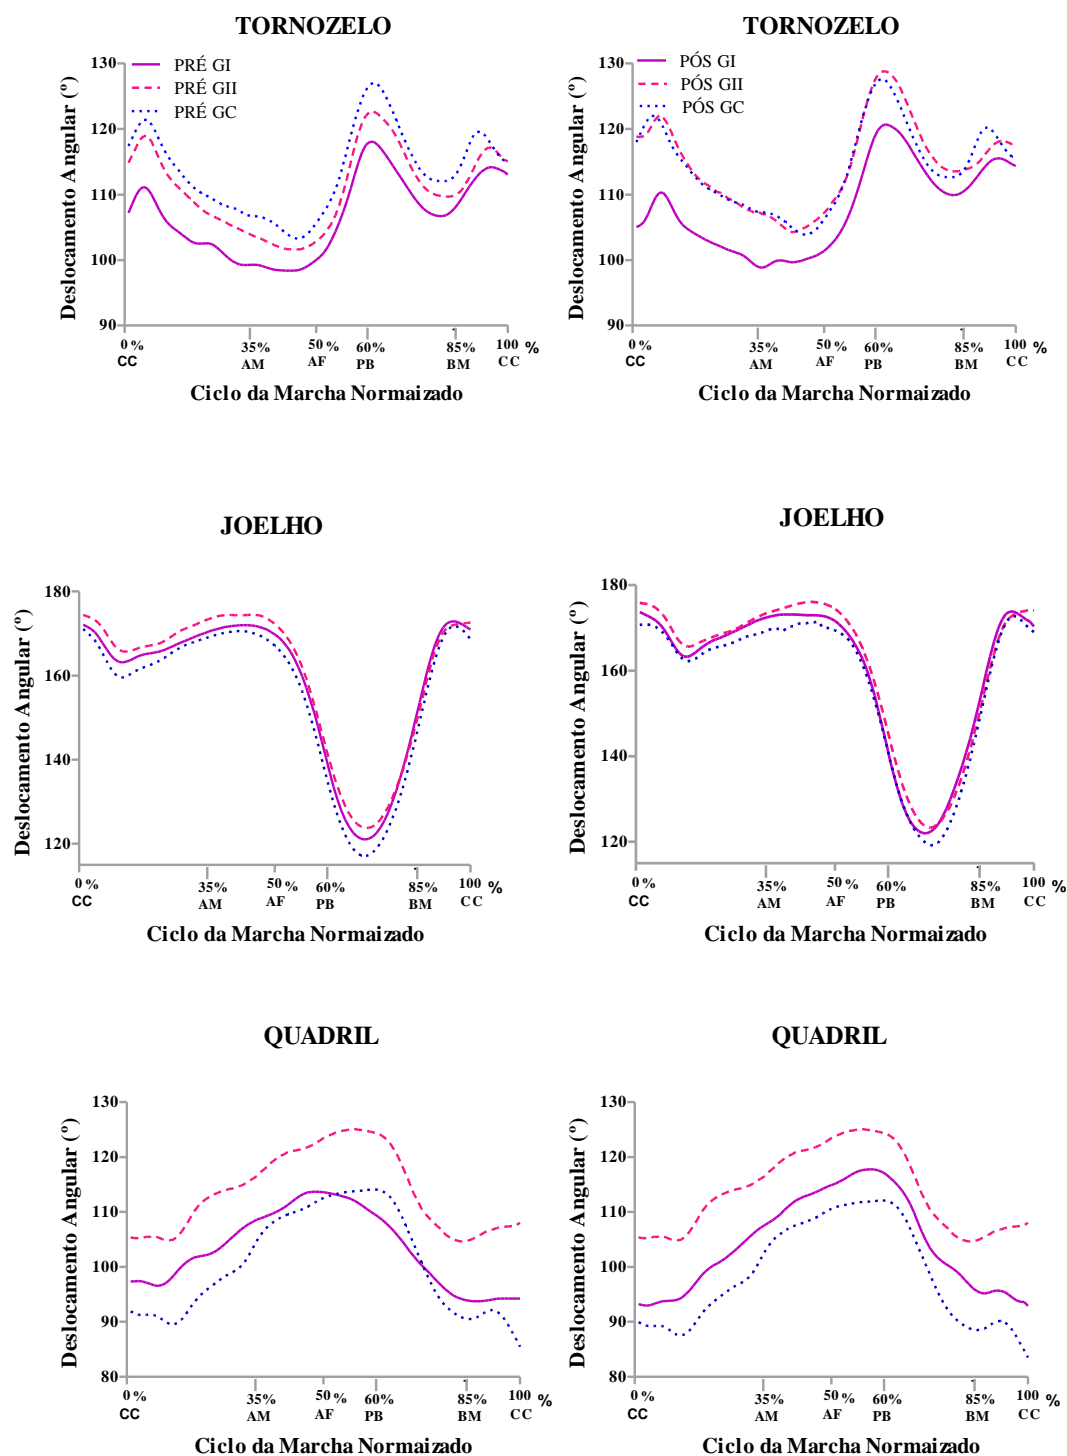 TORNOZELO
Deslocamento Angular (º)
130
120
110
100
90
PRÉ GI
PRÉ GII
PRÉ GC
0 % 35% 50 % 60% 85% 100 %
CC AM AF PB BM CC
Ciclo da Marcha Normaizado
TORNOZELO
Deslocamento Angular (º)
130
120
110
100
90
PÓS GI
PÓS GII
PÓS GC
0 % 35% 50 % 60% 85% 100 %
CC AM AF PB BM CC
Ciclo da Marcha Normaizado
JOELHO
Deslocamento Angular (º)
180
160
140
120
0 % 35% 50 % 60% 85% 100 %
CC AM AF PB BM CC
Ciclo da Marcha Normaizado
JOELHO
Deslocamento Angular (º)
180
160
140
120
0 % 35% 50 % 60% 85% 100 %
CC AM AF PB BM CC
Ciclo da Marcha Normaizado
QUADRIL
Deslocamento Angular (º)
130
120
110
100
90
80
0 % 35% 50 % 60% 85% 100 %
CC AM AF PB BM CC
Ciclo da Marcha Normaizado
QUADRIL
Deslocamento Angular (º)
130
120
110
100
90
80
0 % 35% 50 % 60% 85% 100 %
CC AM AF PB BM CC
Ciclo da Marcha Normaizado